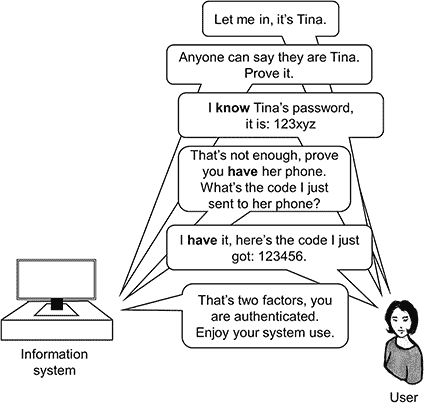 Let me in, it's Tina.
Anyone can say they are Tina.
Prove it.
I know Tina's password,
it is: 123xyz
That's not enough, prove
you have her phone.
What's the code I just
sent to her phone?
I have it, here's the code I just
got: 123456.
That's two factors, you
are authenticated.
Enjoy your system use.
Information
system
User